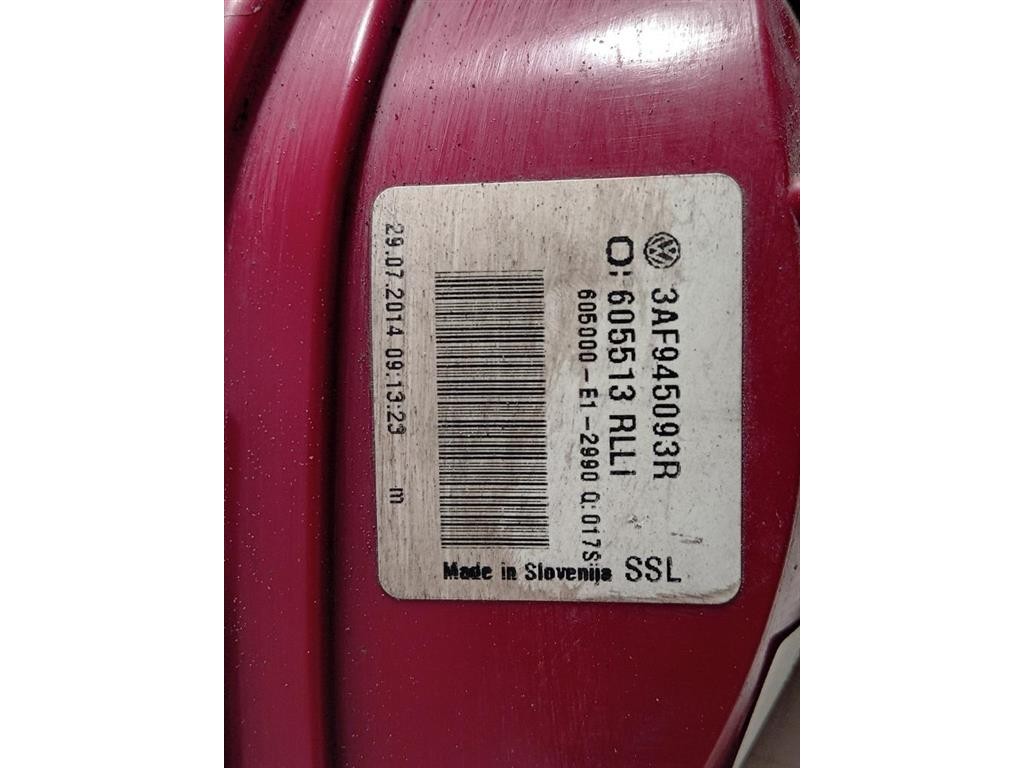 3AF945093R
O: 605513 RLLI
605000-E1-2990 Q:017S
29.07.2014 09:13:23 m
Made in Slovenija SSL